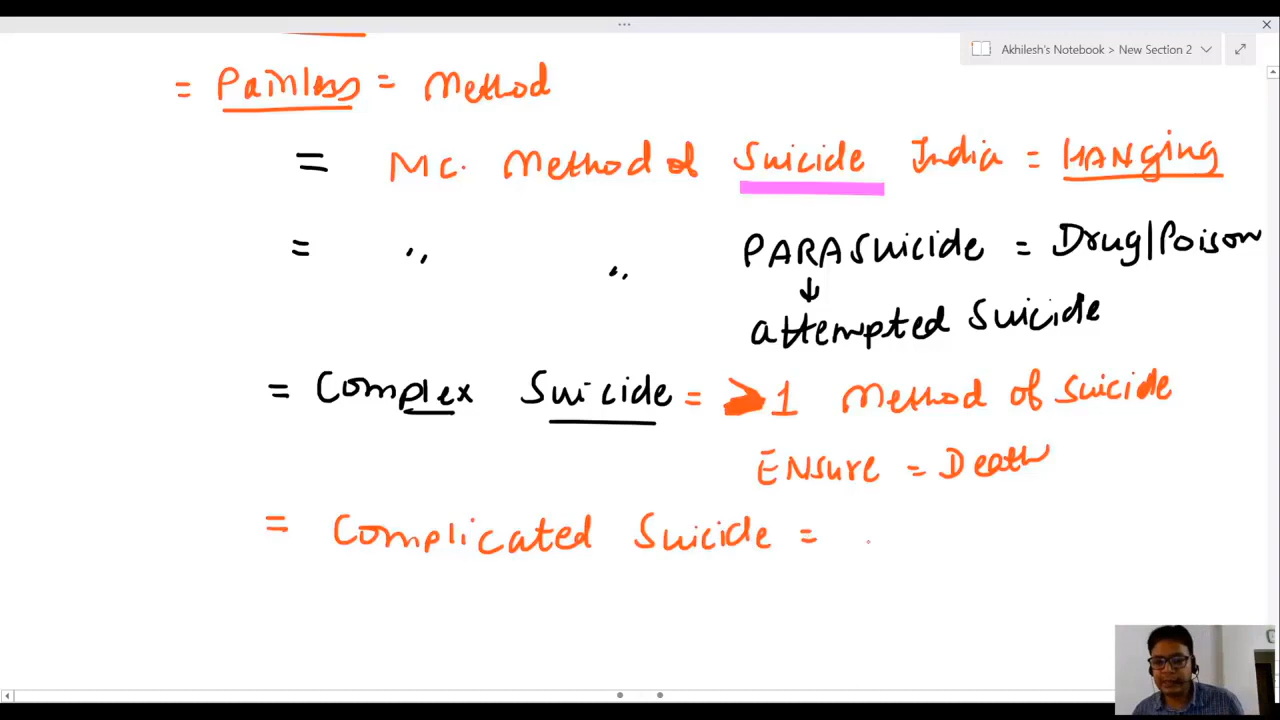 Akhilesh's Notebook > New Section 2
= Painless = Method
= Mc. Method of Suicide India = HANging
= ,, ,, PARASuicide = Drug/Poison
↓
attempted Suicide
= Complex Suicide = >1 Method of Suicide
ENSure = Death
= Complicated Suicide =